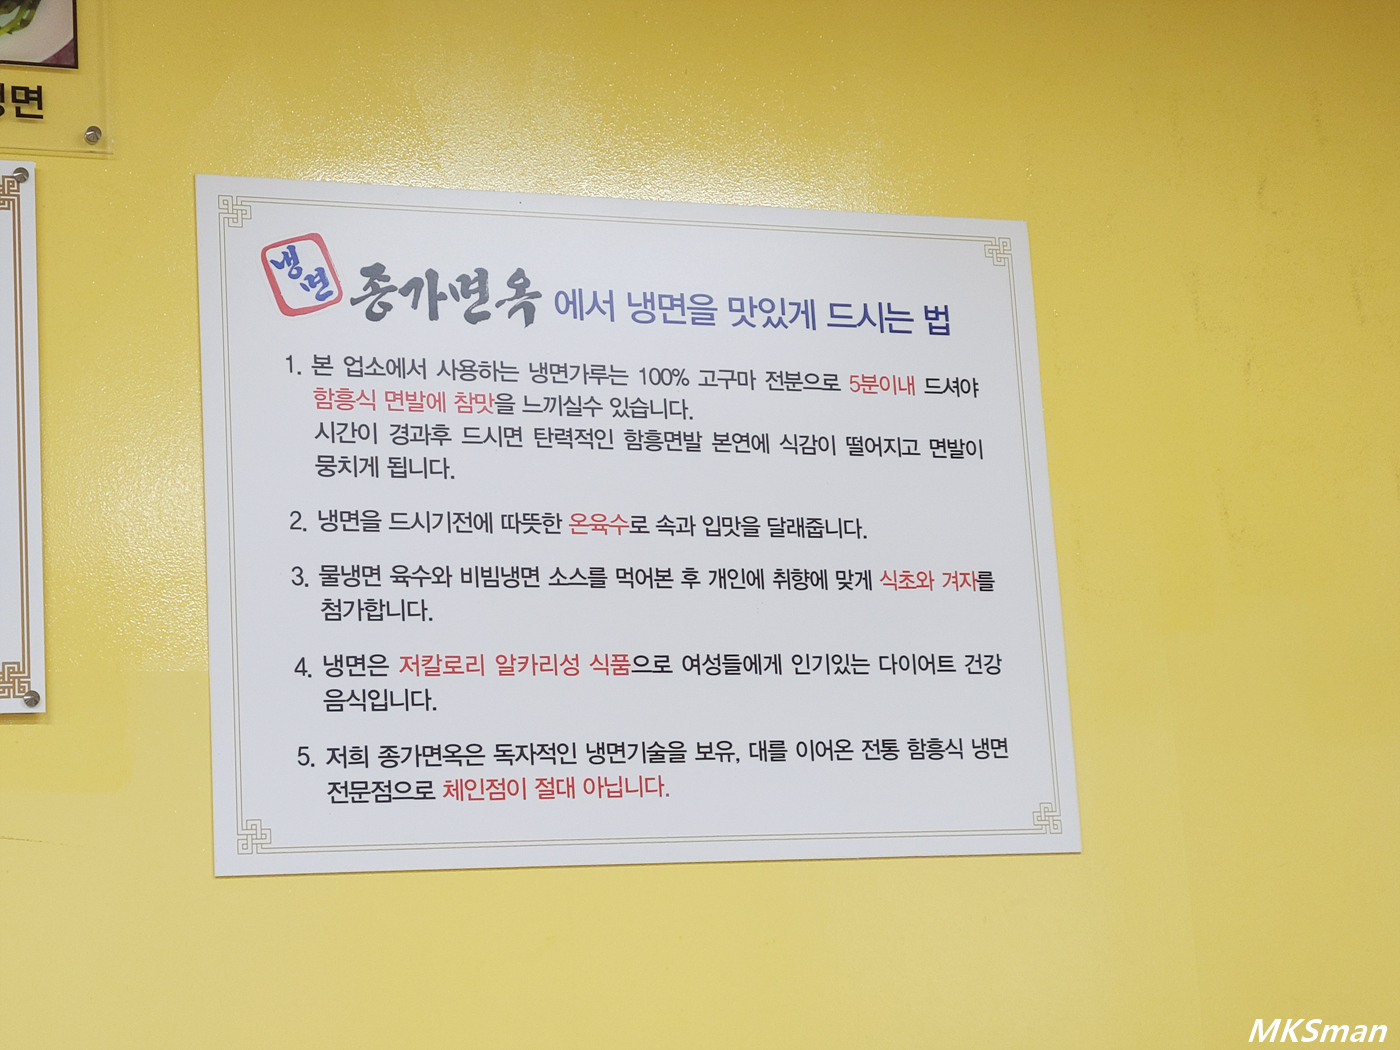 냉면
종가면옥에서 냉면을 맛있게 드시는 법
1. 본 업소에서 사용하는 냉면가루는 100% 고구마 전분으로 5분이내 드셔야
함흥식 면발에 참맛을 느끼실수 있습니다.
시간이 경과후 드시면 탄력적인 함흥면발 본연에 식감이 떨어지고 면발이
뭉치게 됩니다.
2. 냉면을 드시기전에 따뜻한 온육수로 속과 입맛을 달래줍니다.
3. 물냉면 육수와 비빔냉면 소스를 먹어본 후 개인에 취향에 맞게 식초와 겨자를
첨가합니다.
4. 냉면은 저칼로리 알카리성 식품으로 여성들에게 인기있는 다이어트 건강
음식입니다.
5. 저희 종가면옥은 독자적인 냉면기술을 보유, 대를 이어온 전통 함흥식 냉면
전문점으로 체인점이 절대 아닙니다.
MKSman